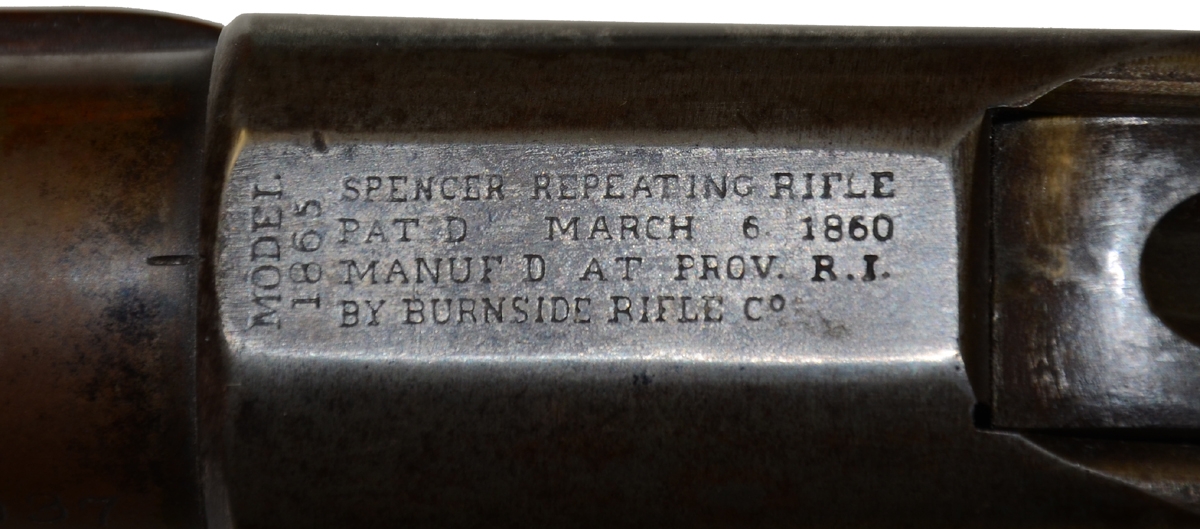 MODEL
1865
SPENCER REPEATING RIFLE
PAT D MARCH 6. 1860
MANUF D AT PROV. R.I.
BY BURNSIDE RIFLE Cº